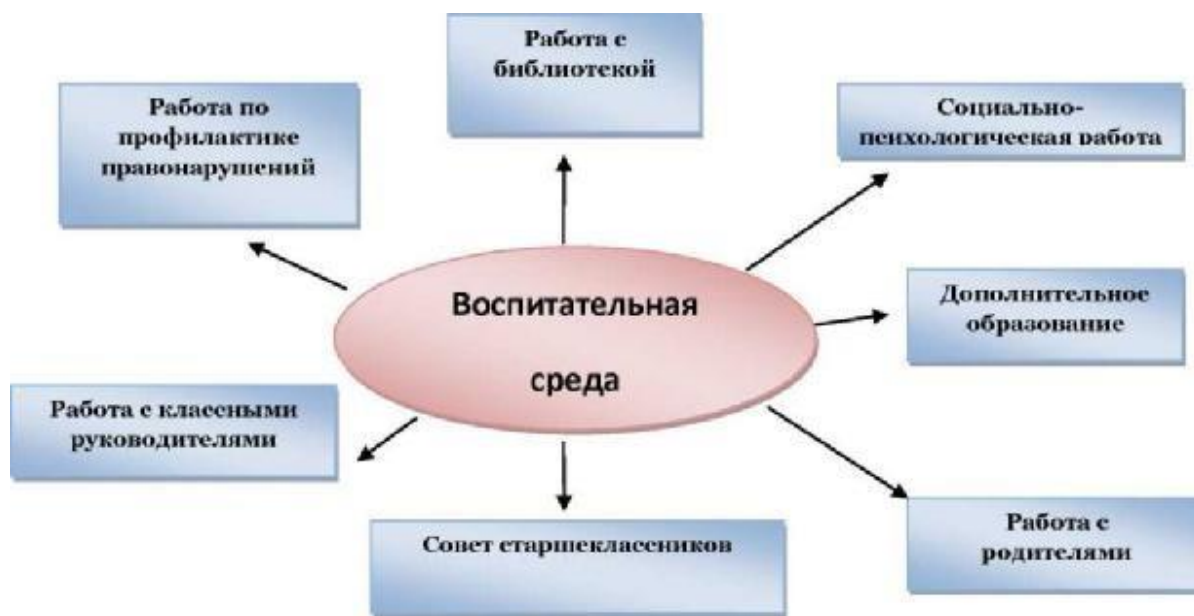 Работа с
библиотекой
Работа по
профилактике
правонарушений
Социально-
психологическая работа
Воспитательная
среда
Дополнительное
образование
Работа с классными
руководителями
Совет старшеклассников
Работа с
родителями